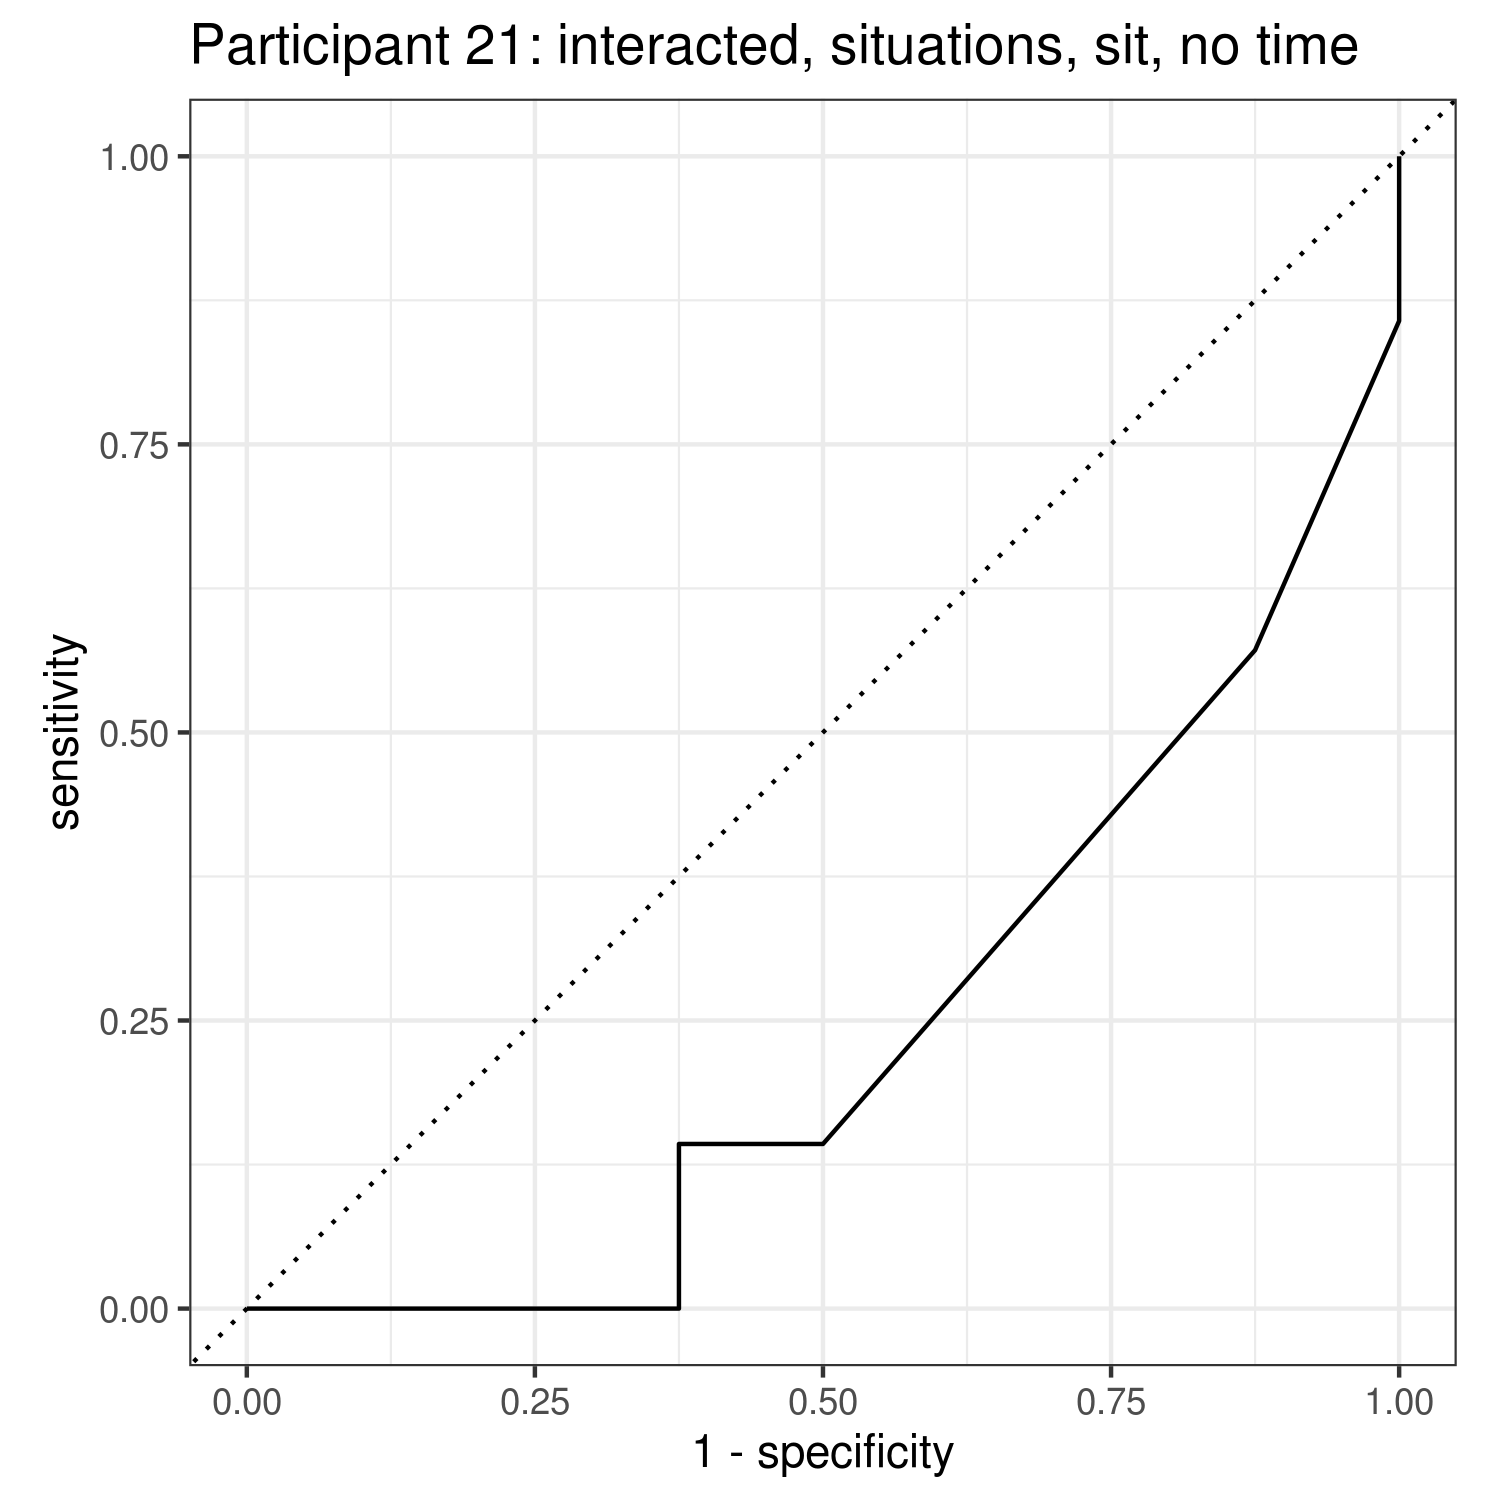 Participant 21: interacted, situations, sit, no time
1.00
0.75
0.50
0.25
0.00
sensitivity
0.00 0.25 0.50 0.75 1.00
1 - specificity